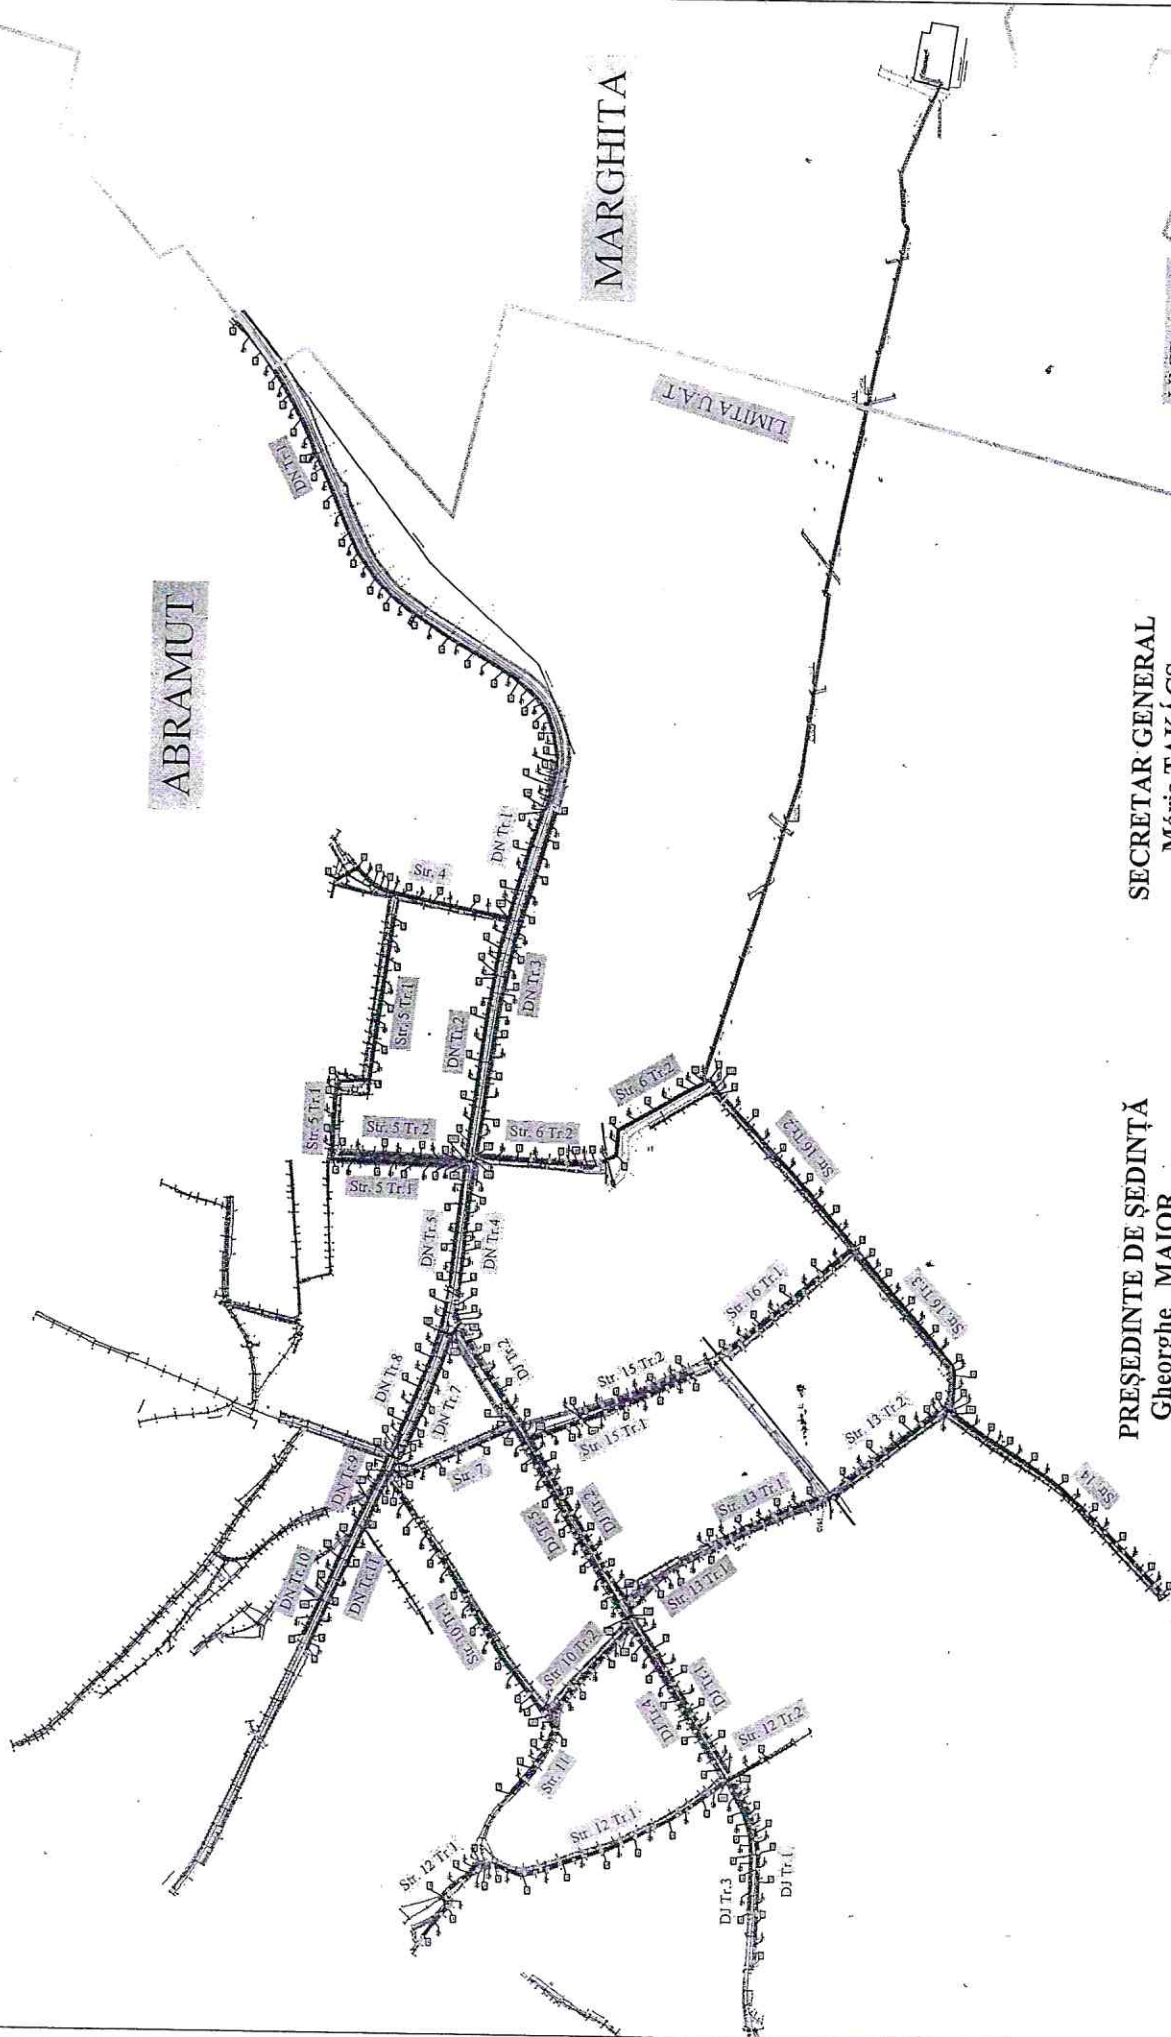 ABRAMUT
MARGHITA
LIMITA U.A.T
DN Tr.1
DN Tr.1
Str. 4
DN Tr.3
DN Tr.2
Str. 5 Tr.1
Str. 5 Tr.1
Str. 5 Tr.2
Str. 5 Tr.1
Str. 6 Tr.2
Str. 6 Tr.2
DN Tr.5
DN Tr.4
Str. 16 Tr.2
Str. 16 Tr.1
Str. 16 Tr.3
DN Tr.8
DN Tr.7
DJ Tr.2
Str. 15 Tr.2
Str. 15 Tr.1
Str. 7
DN Tr.9
DN Tr.10
DN Tr.11
DJ Tr.5
DJ Tr.2
Str. 13 Tr.2
Str. 13 Tr.1
Str. 13 Tr.1
Str. 14
Str. 10 Tr.1
Str. 10 Tr.2
Str. 11
DJ Tr.4
DJ Tr.1
Str. 12 Tr.2
Str. 12 Tr.1
Str. 12 Tr.1
DJ Tr.3
DJ Tr.1
PREȘEDINTE DE ȘEDINȚĂ
Gheorghe MAIOR
SECRETAR GENERAL
Mária TAKÁCS